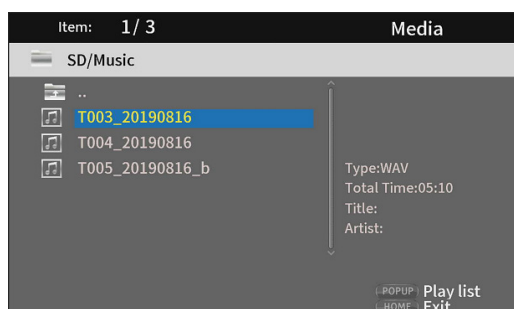 Item: 1/ 3 Media
SD/Music
..
T003_20190816
T004_20190816
T005_20190816_b
Type:WAV
Total Time:05:10
Title:
Artist:
POPUP Play list
HOME Exit